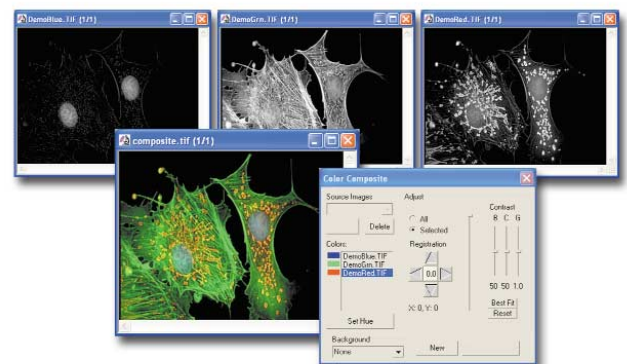 DemoBlue.TIF (1/1)
DemoGrn.TIF (1/1)
DemoRed.TIF (1/1)
composite.tif (1/1)
Color Composite
Source Images
Adjust
Delete
All
Selected
Contrast
B C G
Colors
DemoBlue.TIF
DemoGrn.TIF
DemoRed.TIF
Registration
0.0
X: 0, Y: 0
50 50 1.0
Best Fit
Reset
Set Hue
Background
None
New